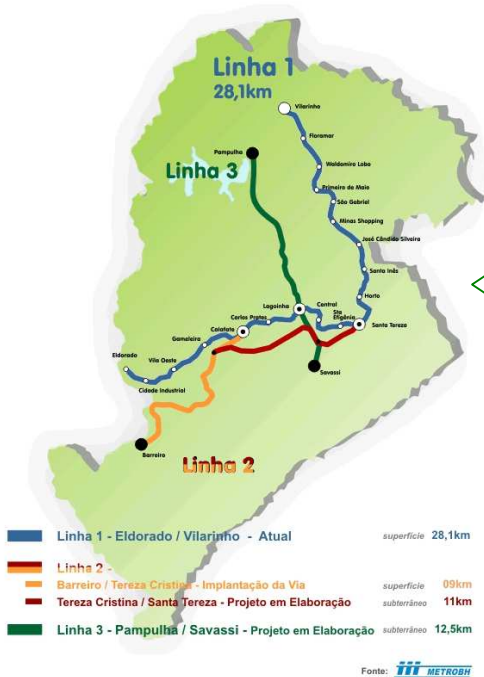 Linha 1
28,1km
Vilarinho
Floramar
Pampulha
Waldomiro Lobo
Linha 3
Primeiro de Maio
São Gabriel
Minas Shopping
José Cândido Silveira
Santa Inês
Horto
Lagoinha
Central
Carlos Prates
Sta
Efigênia
Santa Tereza
Calafate
Gameleira
Eldorado
Vila Oeste
Savassi
Cidade Industrial
Barreiro
Linha 2
Linha 1 - Eldorado / Vilarinho - Atual superfície 28,1km
Linha 2 -
Barreiro / Tereza Cristina - Implantação da Via superfície 09km
Tereza Cristina / Santa Tereza - Projeto em Elaboração subterrâneo 11km
Linha 3 - Pampulha / Savassi - Projeto em Elaboração subterrâneo 12,5km
Fonte: METROBH